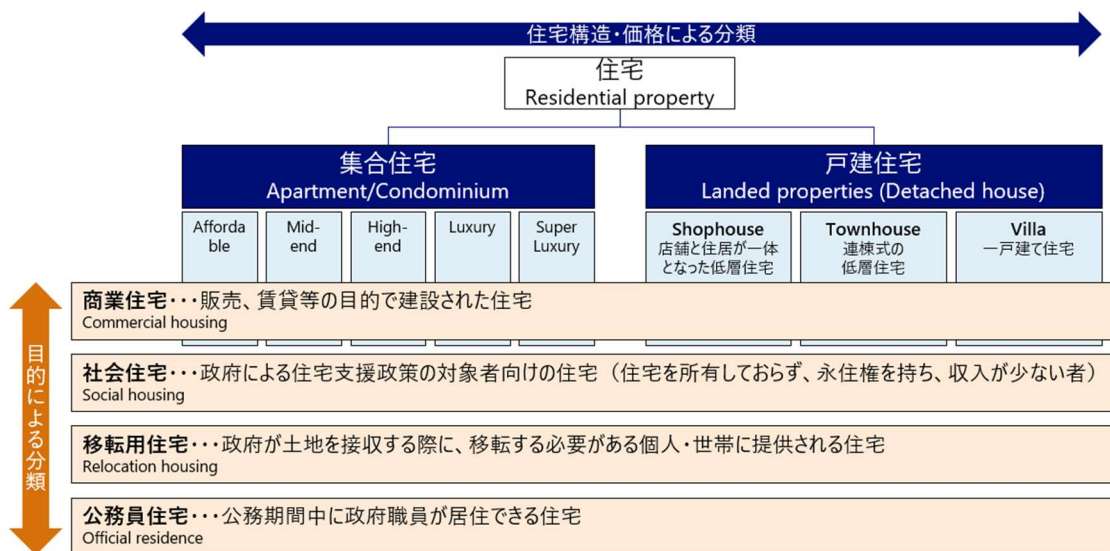 住宅構造・価格による分類
住宅
Residential property
集合住宅
Apartment/Condominium
戸建住宅
Landed properties (Detached house)
Afforda
ble
Mid-
end
High-
end
Luxury
Super
Luxury
Shophouse
店舗と住居が一体
となった低層住宅
Townhouse
連棟式の
低層住宅
Villa
一戸建て住宅
目的による分類
商業住宅･･･販売、賃貸等の目的で建設された住宅
Commercial housing
社会住宅･･･政府による住宅支援政策の対象者向けの住宅（住宅を所有しておらず、永住権を持ち、収入が少ない者）
Social housing
移転用住宅･･･政府が土地を接収する際に、移転する必要がある個人・世帯に提供される住宅
Relocation housing
公務員住宅･･･公務期間中に政府職員が居住できる住宅
Official residence